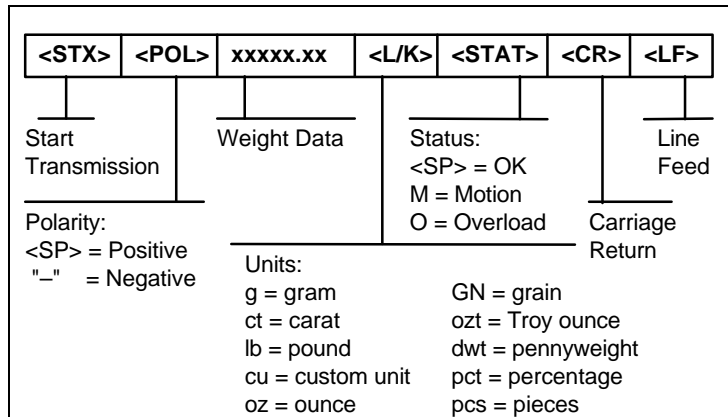 <STX> <POL> xxxxx.xx <L/K> <STAT> <CR> <LF>
Start
Transmission
Weight Data
Status:
<SP> = OK
M = Motion
O = Overload
Line
Feed
Polarity:
<SP> = Positive
"–" = Negative
Carriage
Return
Units:
g = gram
ct = carat
lb = pound
cu = custom unit
oz = ounce
GN = grain
ozt = Troy ounce
dwt = pennyweight
pct = percentage
pcs = pieces